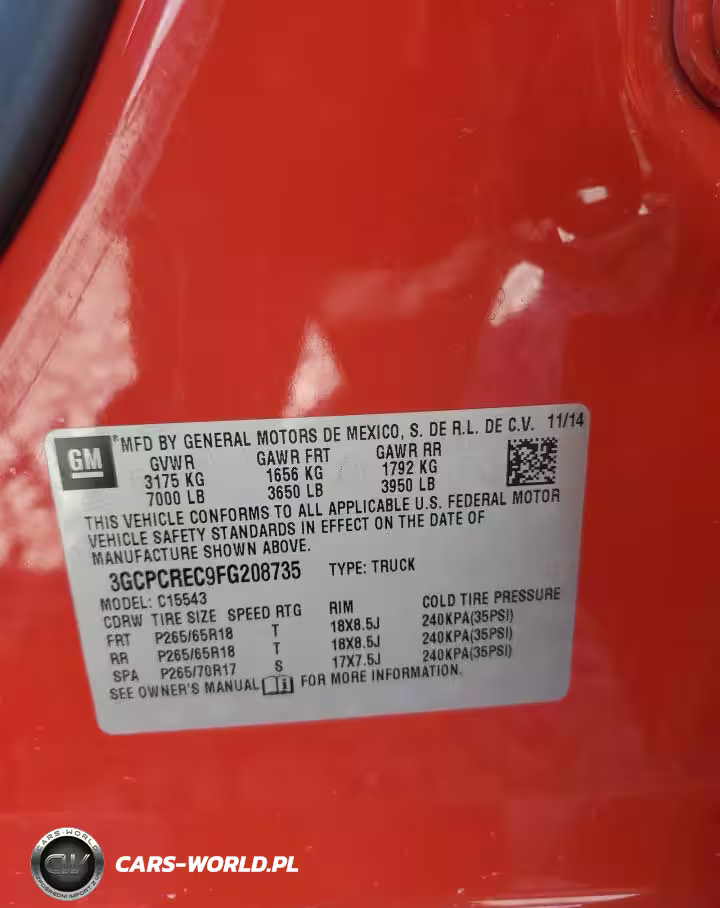 GM
*MFD BY GENERAL MOTORS DE MEXICO, S. DE R.L. DE C.V. 11/14
GVWR GAWR FRT GAWR RR
3175 KG 1656 KG 1792 KG
7000 LB 3650 LB 3950 LB
THIS VEHICLE CONFORMS TO ALL APPLICABLE U.S. FEDERAL MOTOR
VEHICLE SAFETY STANDARDS IN EFFECT ON THE DATE OF
MANUFACTURE SHOWN ABOVE.
3GCPCREC9FG208735 TYPE: TRUCK
MODEL: C15543
CDRW TIRE SIZE SPEED RTG RIM COLD TIRE PRESSURE
FRT P265/65R18 T 18X8.5J 240KPA(35PSI)
RR P265/65R18 T 18X8.5J 240KPA(35PSI)
SPA P265/70R17 S 17X7.5J 240KPA(35PSI)
SEE OWNER'S MANUAL FOR MORE INFORMATION.
CARS-WORLD
CW
CARS-WORLD.PL